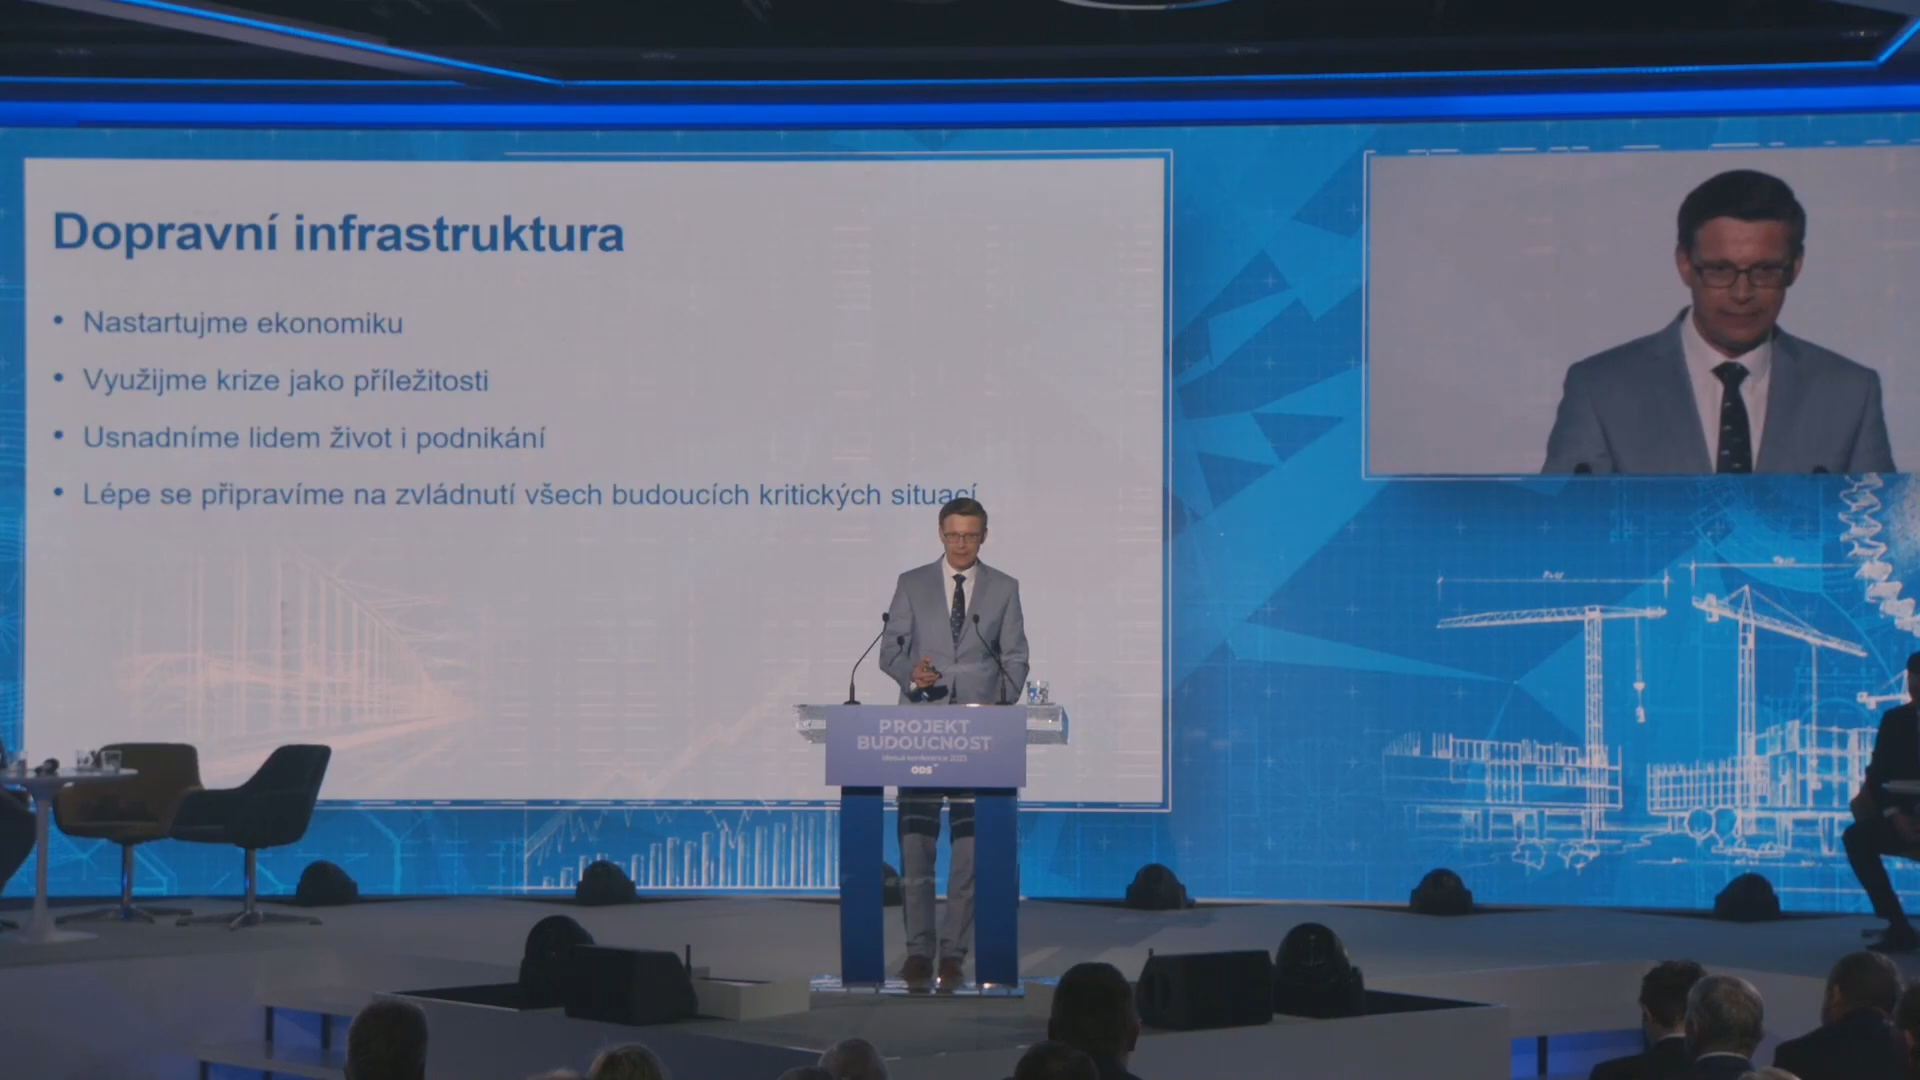 Dopravní infrastruktura
• Nastartujme ekonomiku
• Využijme krize jako příležitosti
• Usnadníme lidem život i podnikání
• Lépe se připravíme na zvládnutí všech budoucích kritických situací
PROJEKT
BUDOUCNOST
ODS